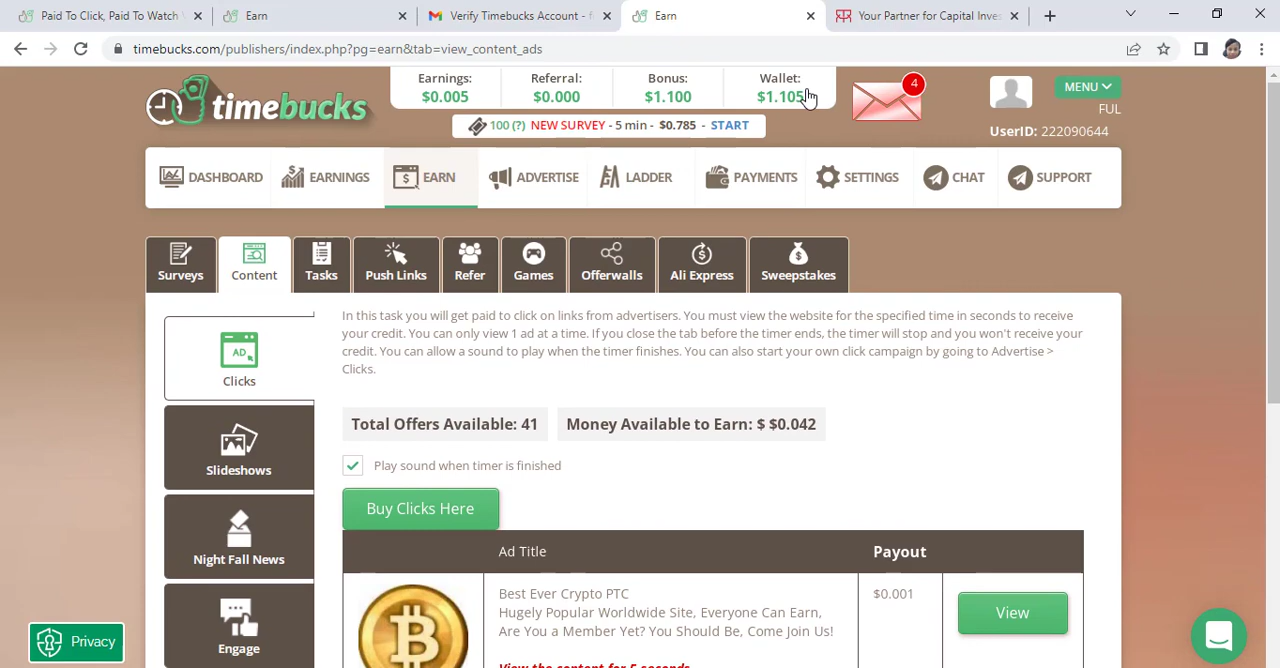 Paid To Click, Paid To Watch
Earn
Verify Timebucks Account -
Earn
Your Partner for Capital Inves
timebucks.com/publishers/index.php?pg=earn&tab=view_content_ads
timebucks
Earnings:
$0.005
Referral:
$0.000
Bonus:
$1.100
Wallet:
$1.105
100 (?) NEW SURVEY - 5 min - $0.785 - START
4
MENU
FUL
UserID: 222090644
DASHBOARD
EARNINGS
EARN
ADVERTISE
LADDER
PAYMENTS
SETTINGS
CHAT
SUPPORT
Surveys
Content
Tasks
Push Links
Refer
Games
Offerwalls
Ali Express
Sweepstakes
AD
Clicks
Slideshows
Night Fall News
Engage
In this task you will get paid to click on links from advertisers. You must view the website for the specified time in seconds to receive
your credit. You can only view 1 ad at a time. If you close the tab before the timer ends, the timer will stop and you won't receive your
credit. You can allow a sound to play when the timer finishes. You can also start your own click campaign by going to Advertise >
Clicks.
Total Offers Available: 41
Money Available to Earn: $ $0.042
Play sound when timer is finished
Buy Clicks Here
Ad Title
Payout
Best Ever Crypto PTC
Hugely Popular Worldwide Site, Everyone Can Earn,
Are You a Member Yet? You Should Be, Come Join Us!
View the content for 5 seconds
$0.001
View
Privacy